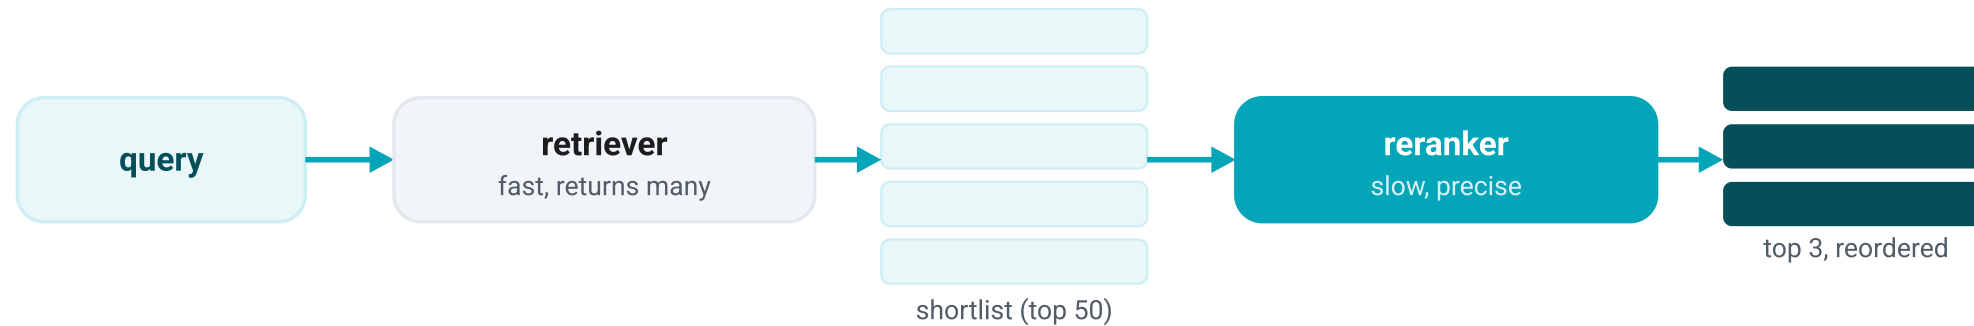 query
retriever
fast, returns many
shortlist (top 50)
reranker
slow, precise
top 3, reordered